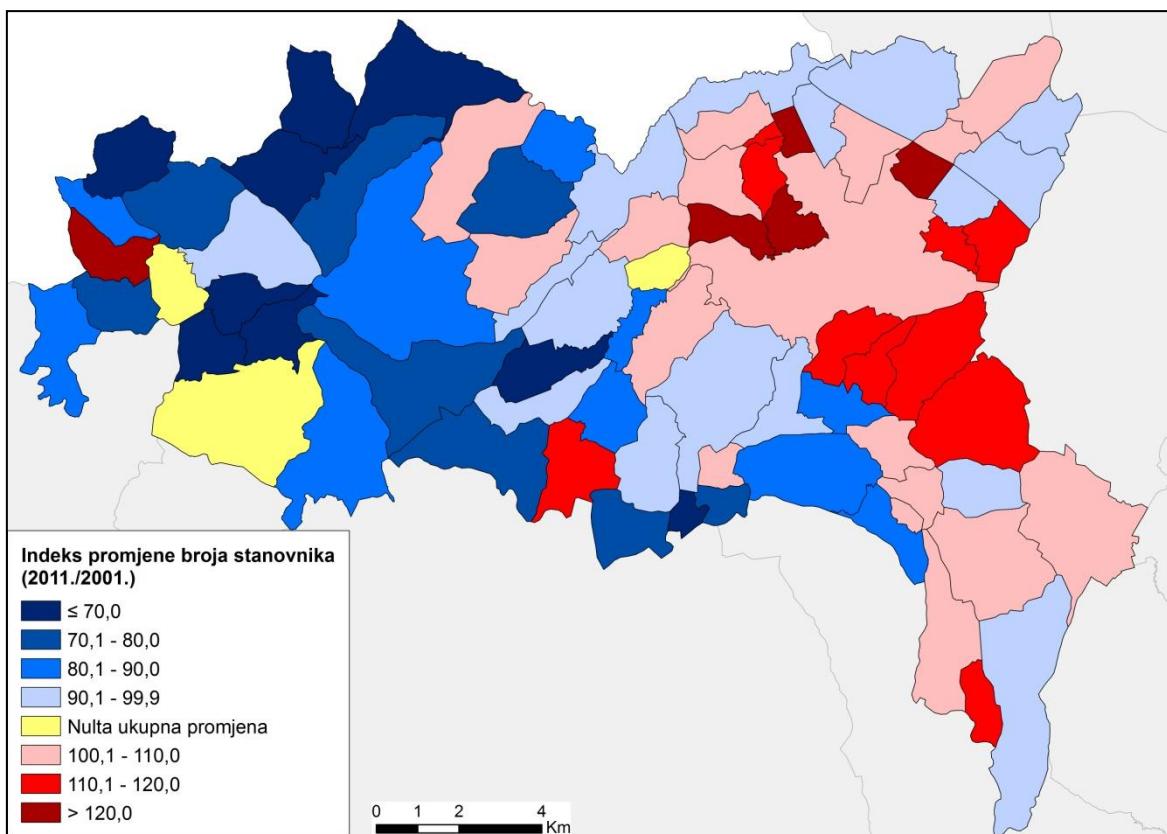 Indeks promjene broja stanovnika
(2011./2001.)
≤ 70,0
70,1 - 80,0
80,1 - 90,0
90,1 - 99,9
Nulta ukupna promjena
100,1 - 110,0
110,1 - 120,0
> 120,0
0 1 2 4
Km